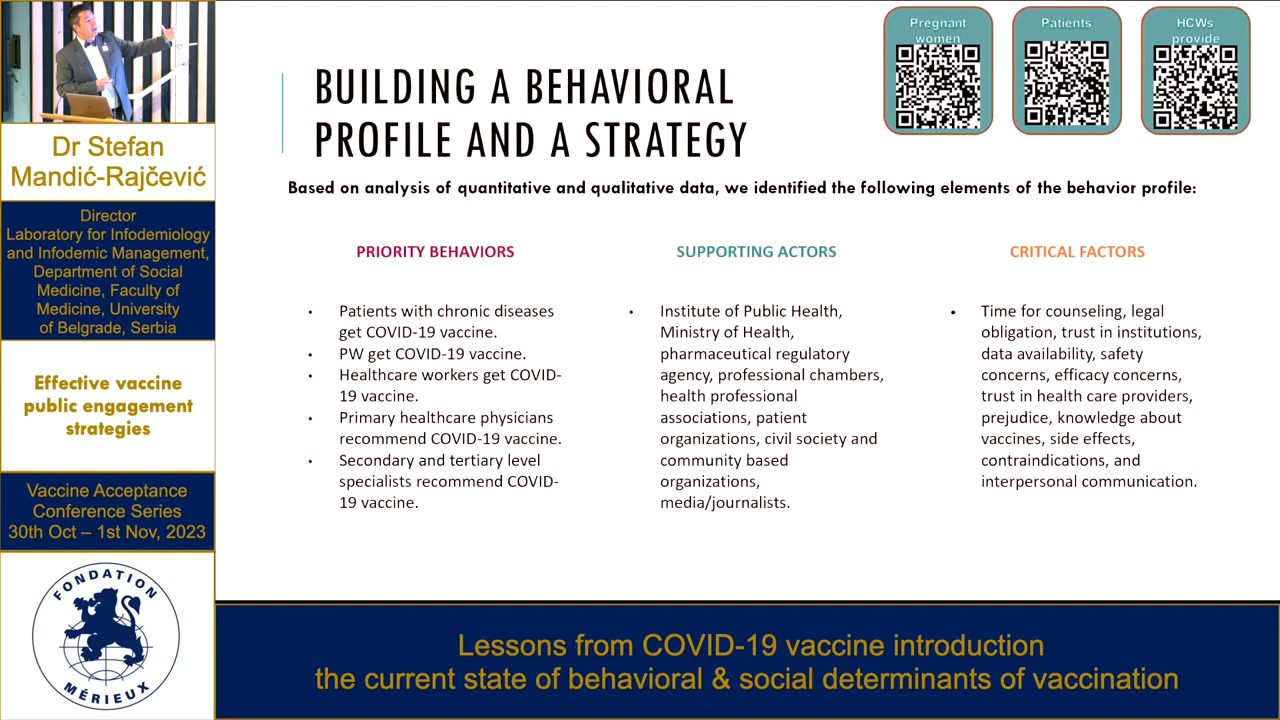 Dr Stefan
Mandić-Rajčević
Director
Laboratory for Infodemiology
and Infodemic Management,
Department of Social
Medicine, Faculty of
Medicine, University
of Belgrade, Serbia
Effective vaccine
public engagement
strategies
Vaccine Acceptance
Conference Series
30th Oct – 1st Nov, 2023
FONDATION
MÉRIEUX
BUILDING A BEHAVIORAL
PROFILE AND A STRATEGY
Pregnant
women
Patients
HCWs
provide
Based on analysis of quantitative and qualitative data, we identified the following elements of the behavior profile:
PRIORITY BEHAVIORS
• Patients with chronic diseases
get COVID-19 vaccine.
• PW get COVID-19 vaccine.
• Healthcare workers get COVID-
19 vaccine.
• Primary healthcare physicians
recommend COVID-19 vaccine.
• Secondary and tertiary level
specialists recommend COVID-
19 vaccine.
SUPPORTING ACTORS
• Institute of Public Health,
Ministry of Health,
pharmaceutical regulatory
agency, professional chambers,
health professional
associations, patient
organizations, civil society and
community based
organizations,
media/journalists.
CRITICAL FACTORS
• Time for counseling, legal
obligation, trust in institutions,
data availability, safety
concerns, efficacy concerns,
trust in health care providers,
prejudice, knowledge about
vaccines, side effects,
contraindications, and
interpersonal communication.
Lessons from COVID-19 vaccine introduction
the current state of behavioral & social determinants of vaccination